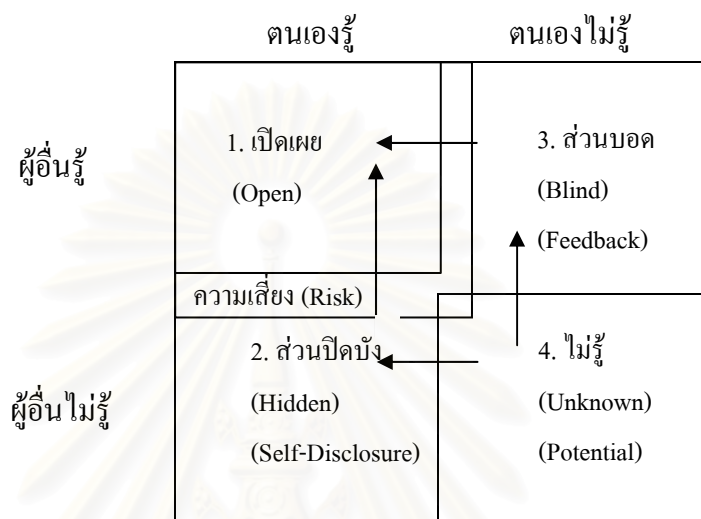 ตนเองรู้ ตนเองไม่รู้
ผู้อื่นรู้
1. เปิดเผย
(Open)
3. ส่วนบอด
(Blind)
(Feedback)
ความเสี่ยง (Risk)
ผู้อื่นไม่รู้
2. ส่วนปิดบัง
(Hidden)
(Self-Disclosure)
4. ไม่รู้
(Unknown)
(Potential)